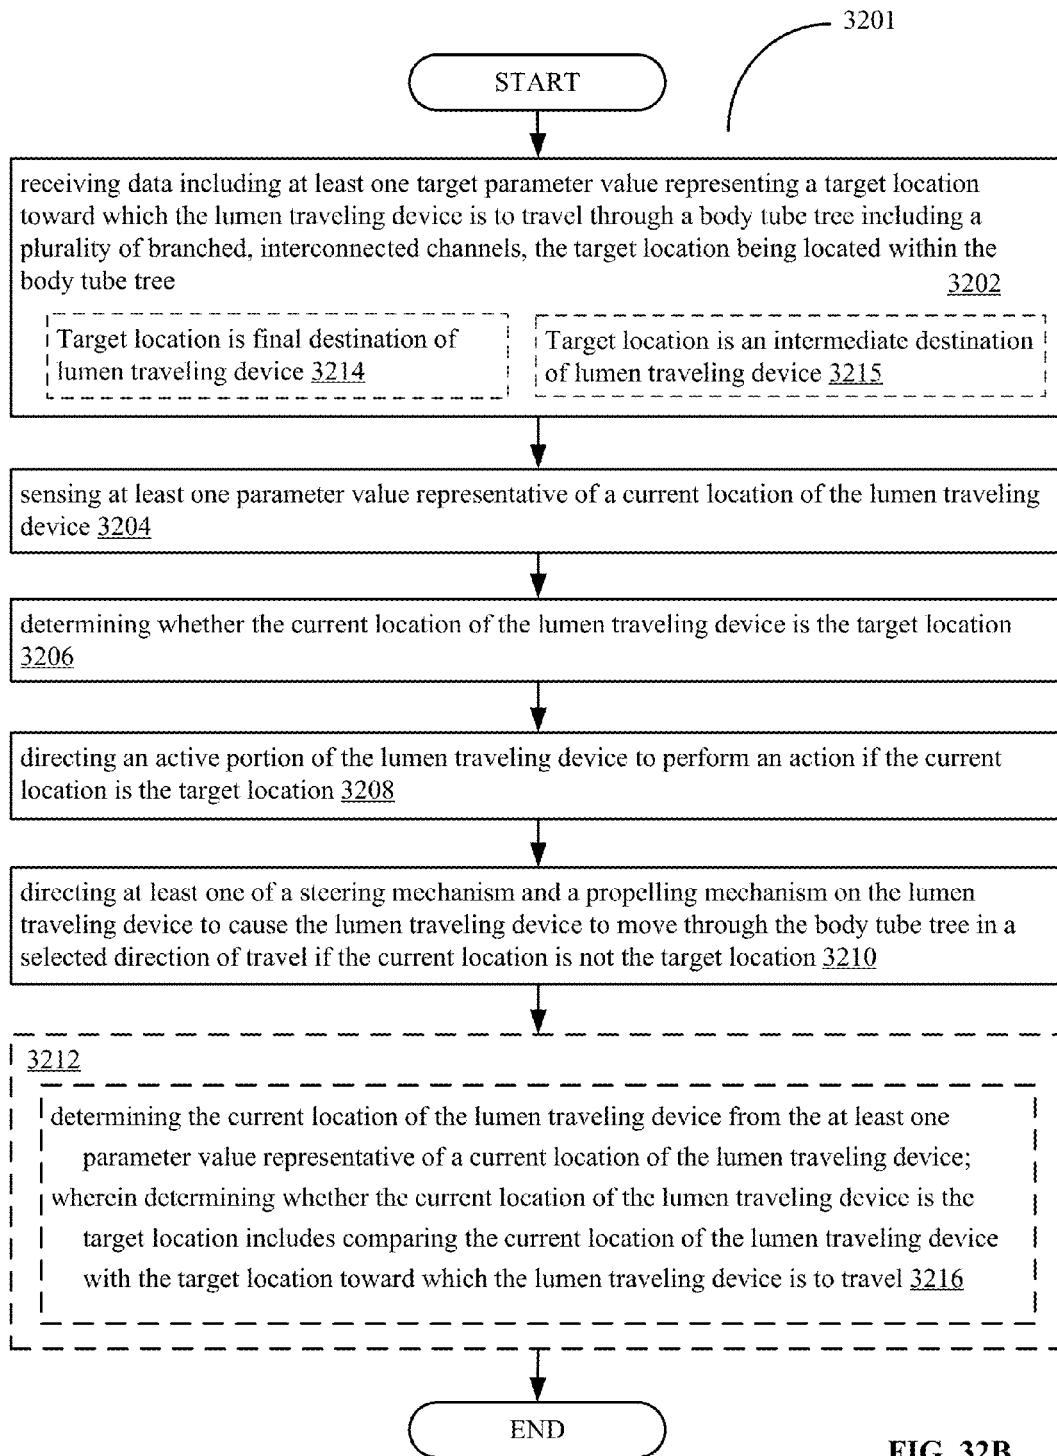 3201
START
receiving data including at least one target parameter value representing a target location
toward which the lumen traveling device is to travel through a body tube tree including a
plurality of branched, interconnected channels, the target location being located within the
body tube tree 3202
Target location is final destination of
lumen traveling device 3214
Target location is an intermediate destination
of lumen traveling device 3215
sensing at least one parameter value representative of a current location of the lumen traveling
device 3204
determining whether the current location of the lumen traveling device is the target location
3206
directing an active portion of the lumen traveling device to perform an action if the current
location is the target location 3208
directing at least one of a steering mechanism and a propelling mechanism on the lumen
traveling device to cause the lumen traveling device to move through the body tube tree in a
selected direction of travel if the current location is not the target location 3210
3212
determining the current location of the lumen traveling device from the at least one
parameter value representative of a current location of the lumen traveling device;
wherein determining whether the current location of the lumen traveling device is the
target location includes comparing the current location of the lumen traveling device
with the target location toward which the lumen traveling device is to travel 3216
END
FIG. 32B